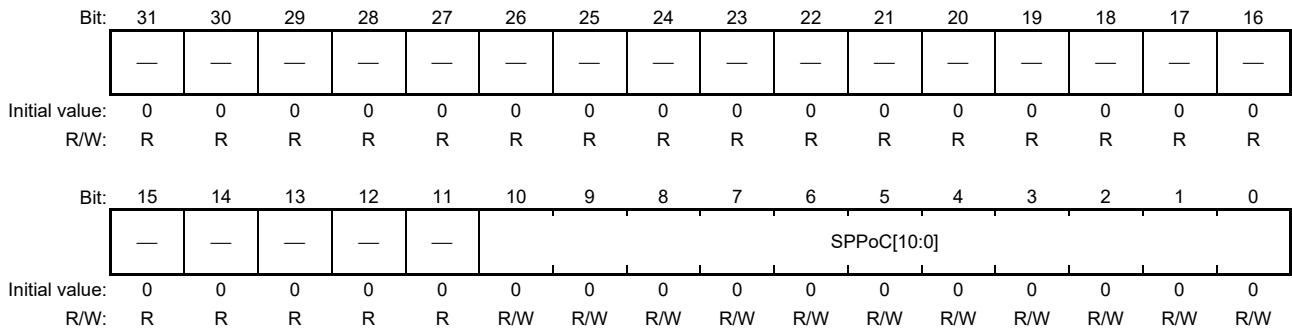 Bit: 31 30 29 28 27 26 25 24 23 22 21 20 19 18 17 16
— — — — — — — — — — — — — — — —
Initial value: 0 0 0 0 0 0 0 0 0 0 0 0 0 0 0 0
R/W: R R R R R R R R R R R R R R R R
Bit: 15 14 13 12 11 10 9 8 7 6 5 4 3 2 1 0
— — — — — SPPoC[10:0]
Initial value: 0 0 0 0 0 0 0 0 0 0 0 0 0 0 0 0
R/W: R R R R R R/W R/W R/W R/W R/W R/W R/W R/W R/W R/W R/W